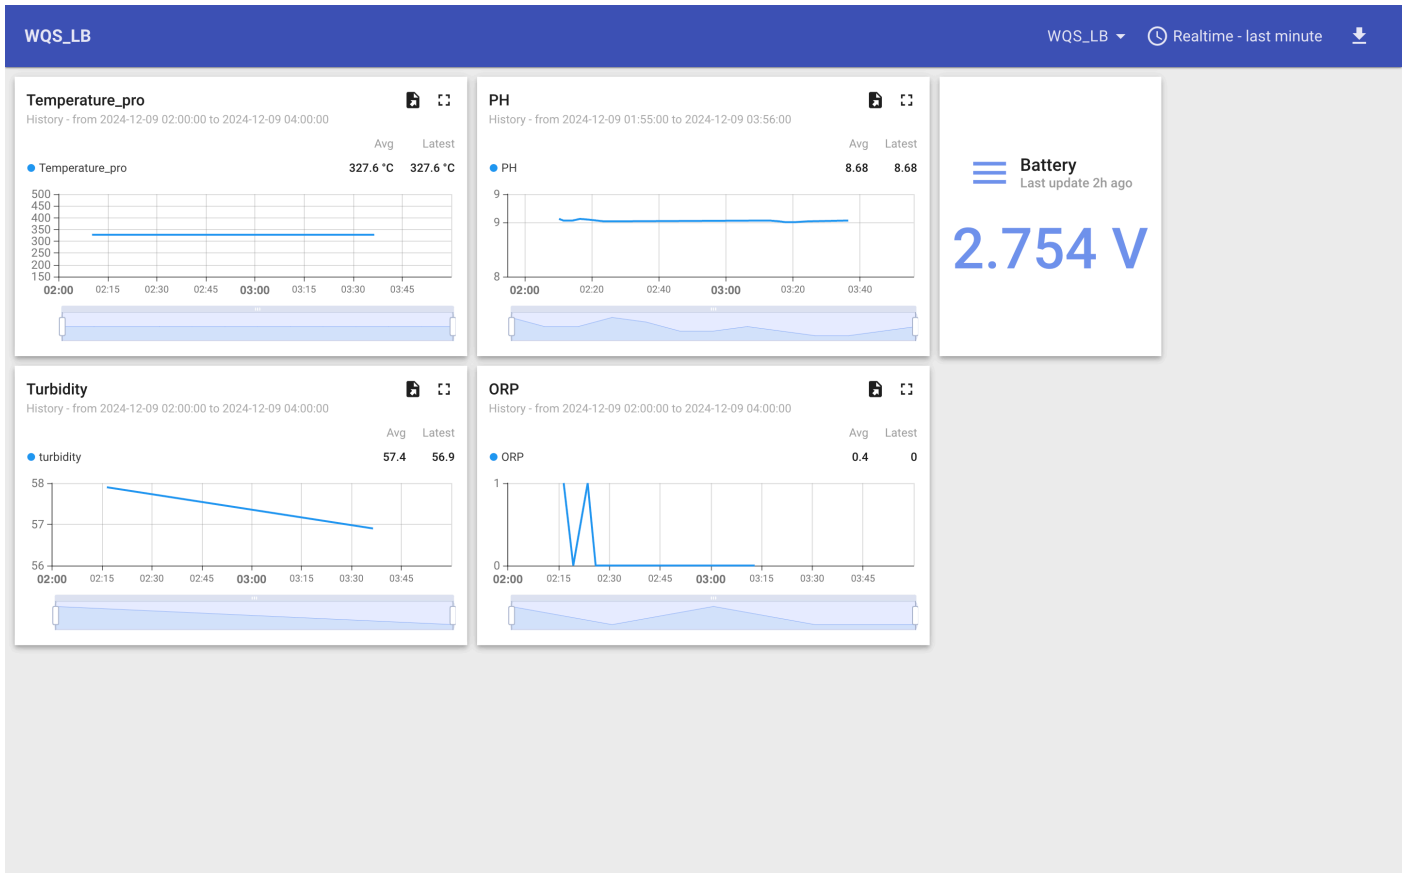 WQS_LB
WQS_LB
Realtime - last minute
Temperature_pro
History - from 2024-12-09 02:00:00 to 2024-12-09 04:00:00
Avg Latest
Temperature_pro 327.6 °C 327.6 °C
500
450
400
350
300
250
200
150
02:00 02:15 02:30 02:45 03:00 03:15 03:30 03:45
PH
History - from 2024-12-09 01:55:00 to 2024-12-09 03:56:00
Avg Latest
PH 8.68 8.68
9
9
8
02:00 02:20 02:40 03:00 03:20 03:40
Battery
Last update 2h ago
2.754 V
Turbidity
History - from 2024-12-09 02:00:00 to 2024-12-09 04:00:00
Avg Latest
turbidity 57.4 56.9
58
57
56
02:00 02:15 02:30 02:45 03:00 03:15 03:30 03:45
ORP
History - from 2024-12-09 02:00:00 to 2024-12-09 04:00:00
Avg Latest
ORP 0.4 0
1
0
02:00 02:15 02:30 02:45 03:00 03:15 03:30 03:45